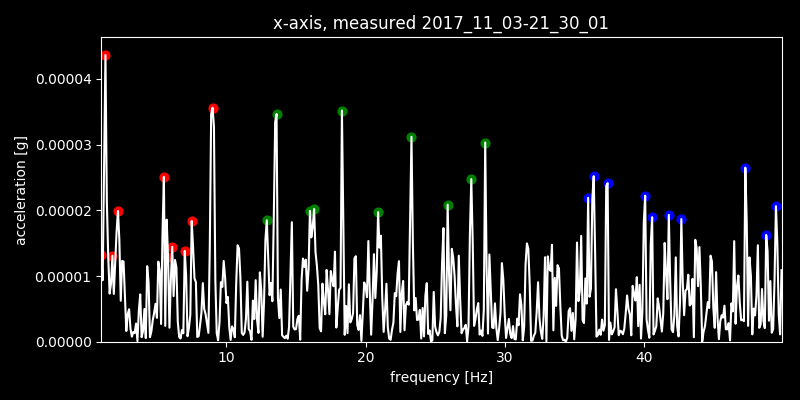 x-axis, measured 2017_11_03-21_30_01
acceleration [g]
0.00004
0.00003
0.00002
0.00001
0.00000
10 20 30 40
frequency [Hz]